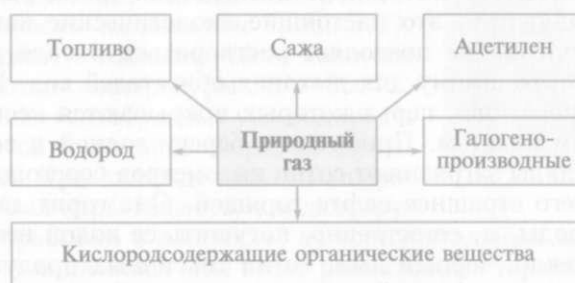 Топливо
Сажа
Ацетилен
Водород
Природный
газ
Галогено-
производные
Кислородсодержащие органические вещества